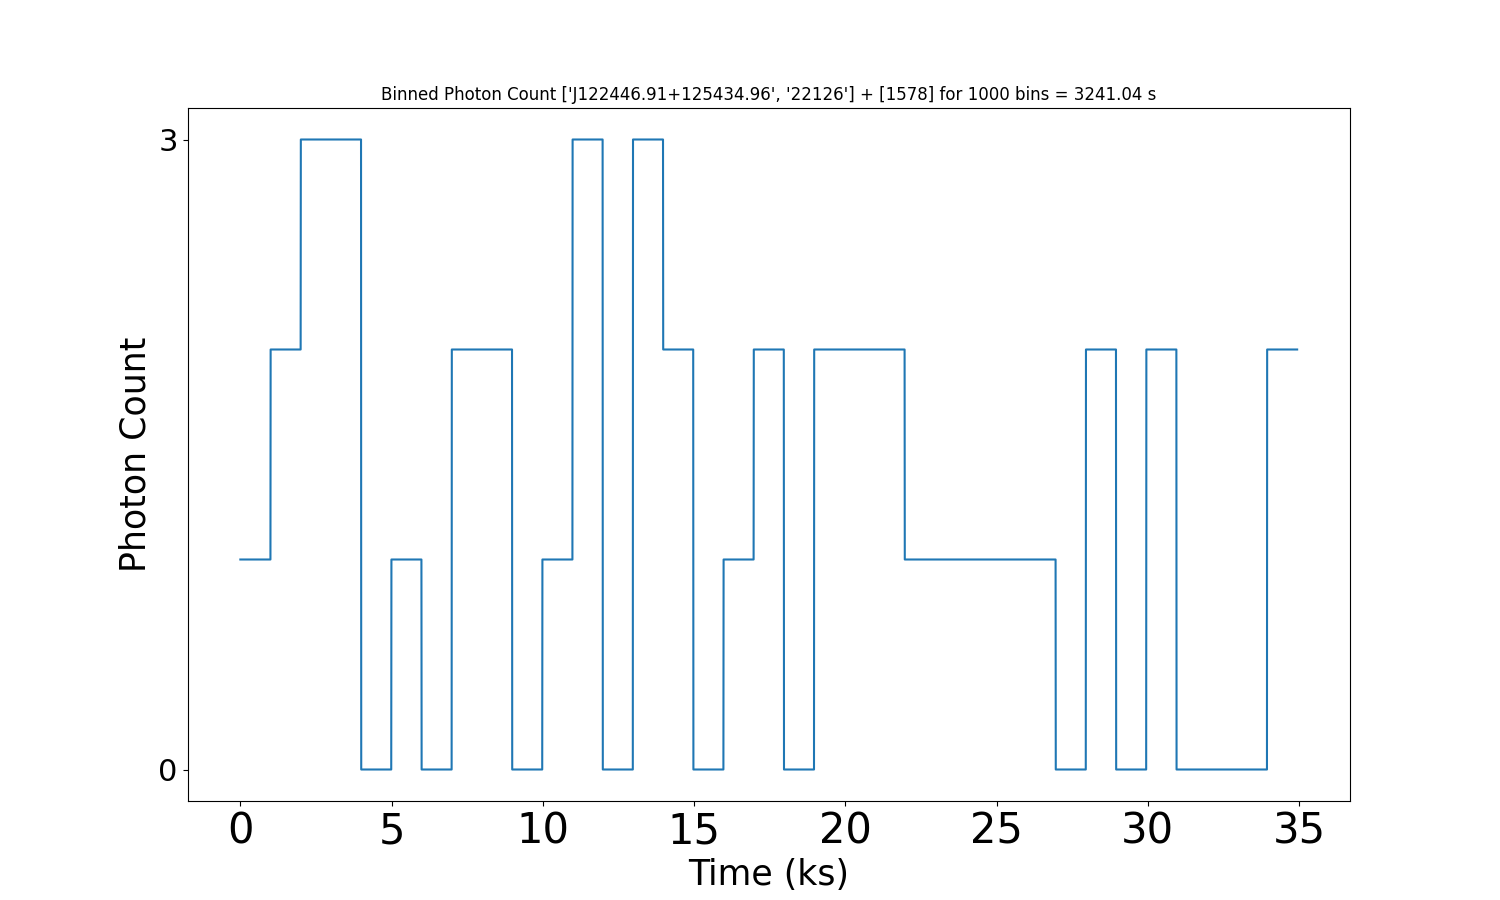 Binned Photon Count ['J122446.91+125434.96', '22126'] + [1578] for 1000 bins = 3241.04 s
3
Photon Count
0
0 5 10 15 20 25 30 35
Time (ks)